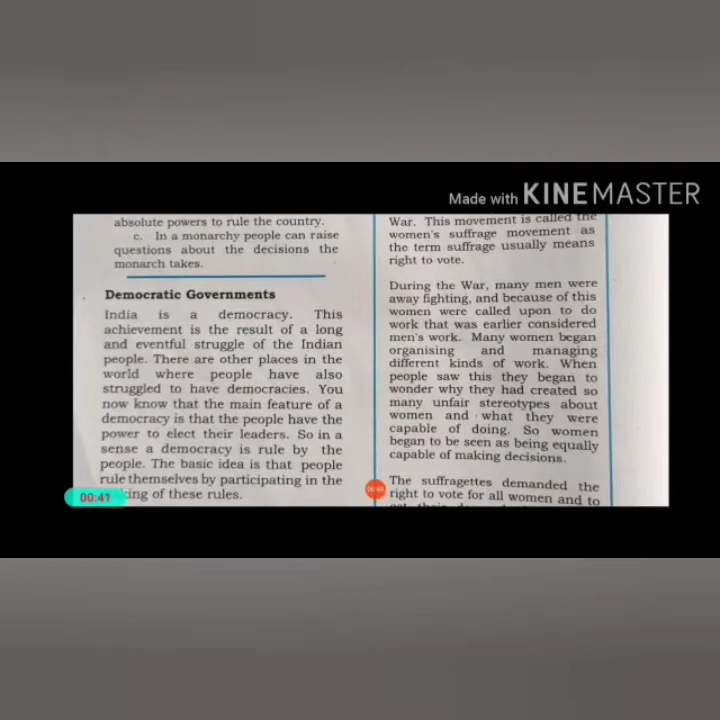 Made with KINEMASTER
absolute powers to rule the country.
c. In a monarchy people can raise
questions about the decisions the
monarch takes.
Democratic Governments
India is a democracy. This
achievement is the result of a long
and eventful struggle of the Indian
people. There are other places in the
world where people have also
struggled to have democracies. You
now know that the main feature of a
democracy is that the people have the
power to elect their leaders. So in a
sense a democracy is rule by the
people. The basic idea is that people
rule themselves by participating in the
of these rules.
00:41
War. This movement is called the
women's suffrage movement as
the term suffrage usually means
right to vote.
During the War, many men were
away fighting, and because of this
women were called upon to do
work that was earlier considered
men's work. Many women began
organising and managing
different kinds of work. When
people saw this they began to
wonder why they had created so
many unfair stereotypes about
women and what they were
capable of doing. So women
began to be seen as being equally
capable of making decisions.
The suffragettes demanded the
right to vote for all women and to